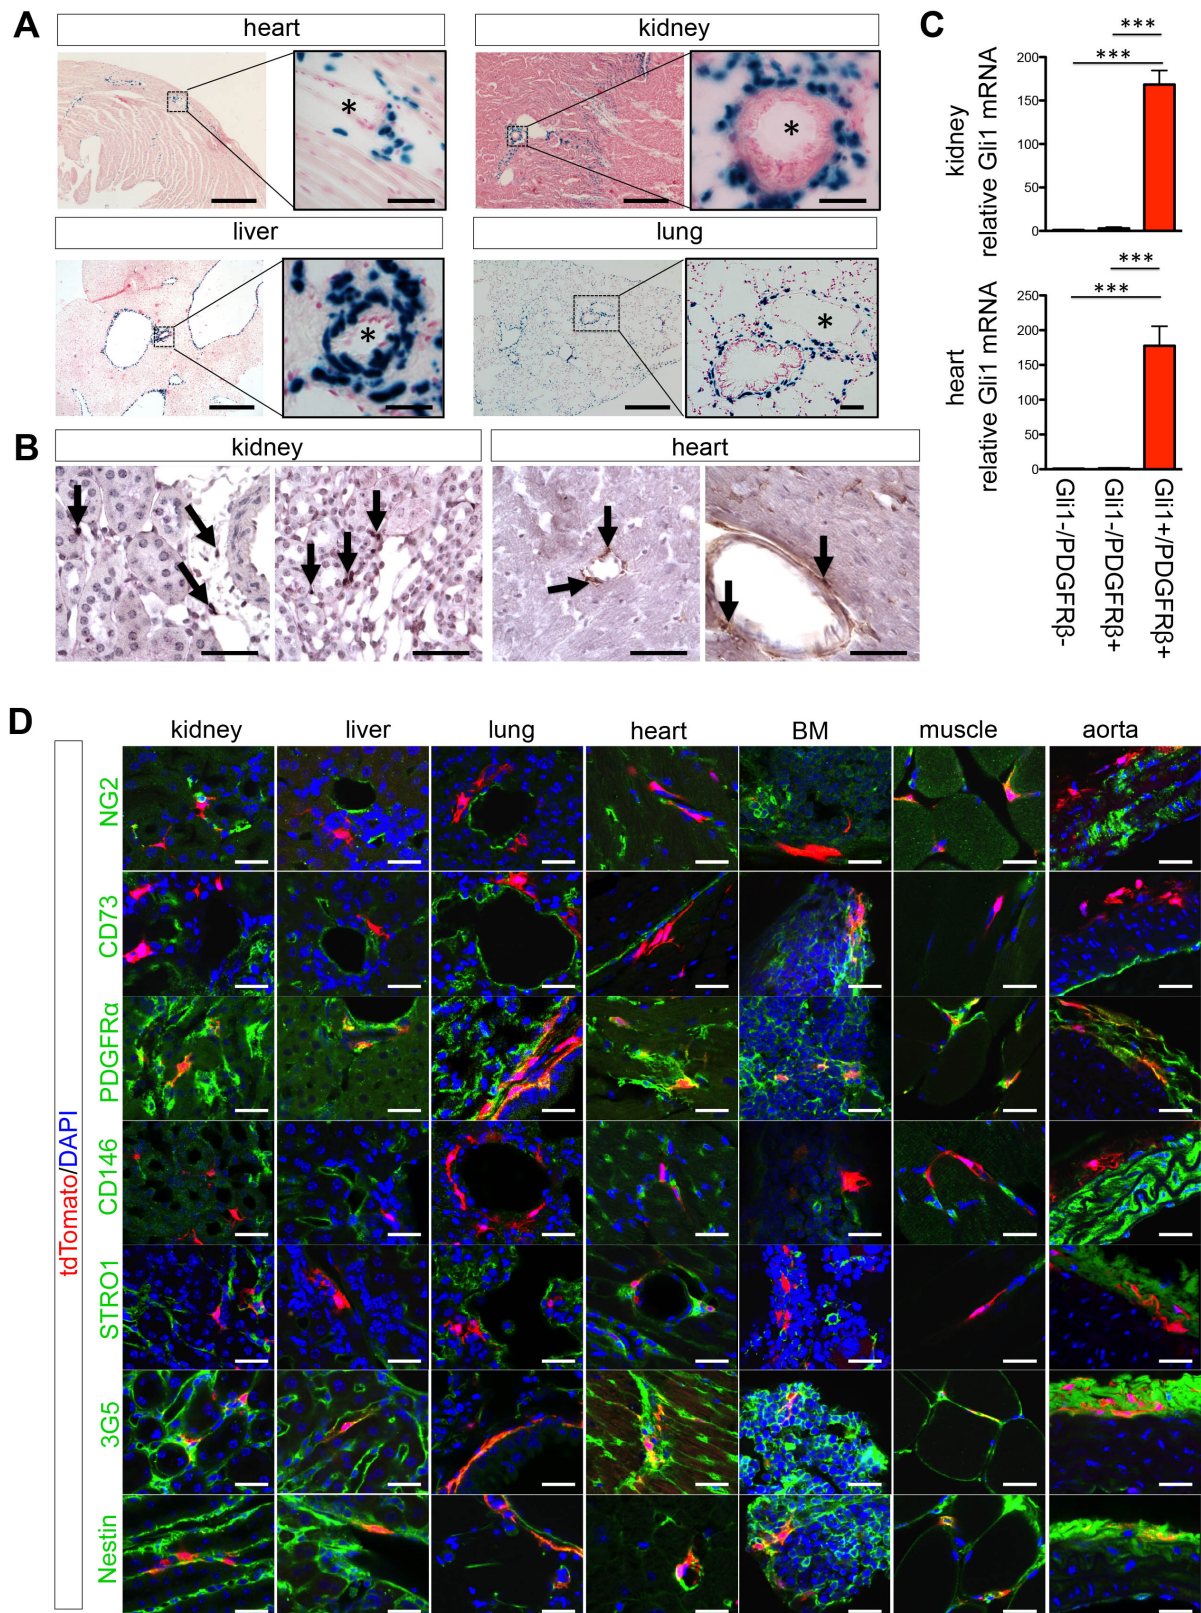 A
heart
kidney
*
*
liver
lung
*
*
B
kidney
heart
C
***
***
kidney
relative Gli1 mRNA
200
150
100
50
0
***
***
heart
relative Gli1 mRNA
250
200
150
100
50
0
Gli1-/PDGFRβ-
Gli1-/PDGFRβ+
Gli1+/PDGFRβ+
D
kidney
liver
lung
heart
BM
muscle
aorta
tdTomato/DAPI
NG2
CD73
PDGFRα
CD146
STRO1
3G5
Nestin